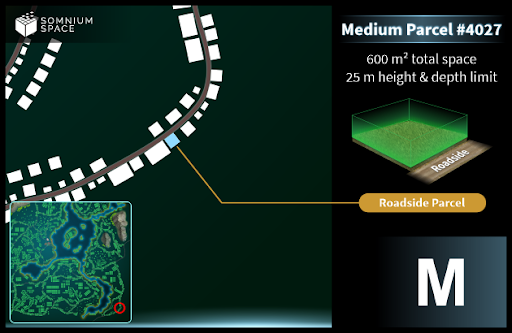 SOMNIUM
SPACE
Medium Parcel #4027
600 m² total space
25 m height & depth limit
Roadside
Roadside Parcel
M